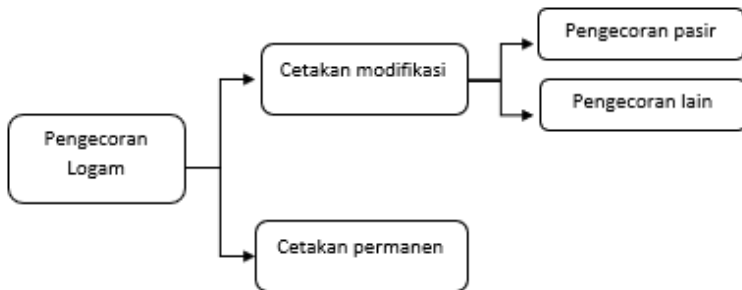 Pengecoran
Logam
Cetakan modifikasi
Pengecoran pasir
Pengecoran lain
Cetakan permanen